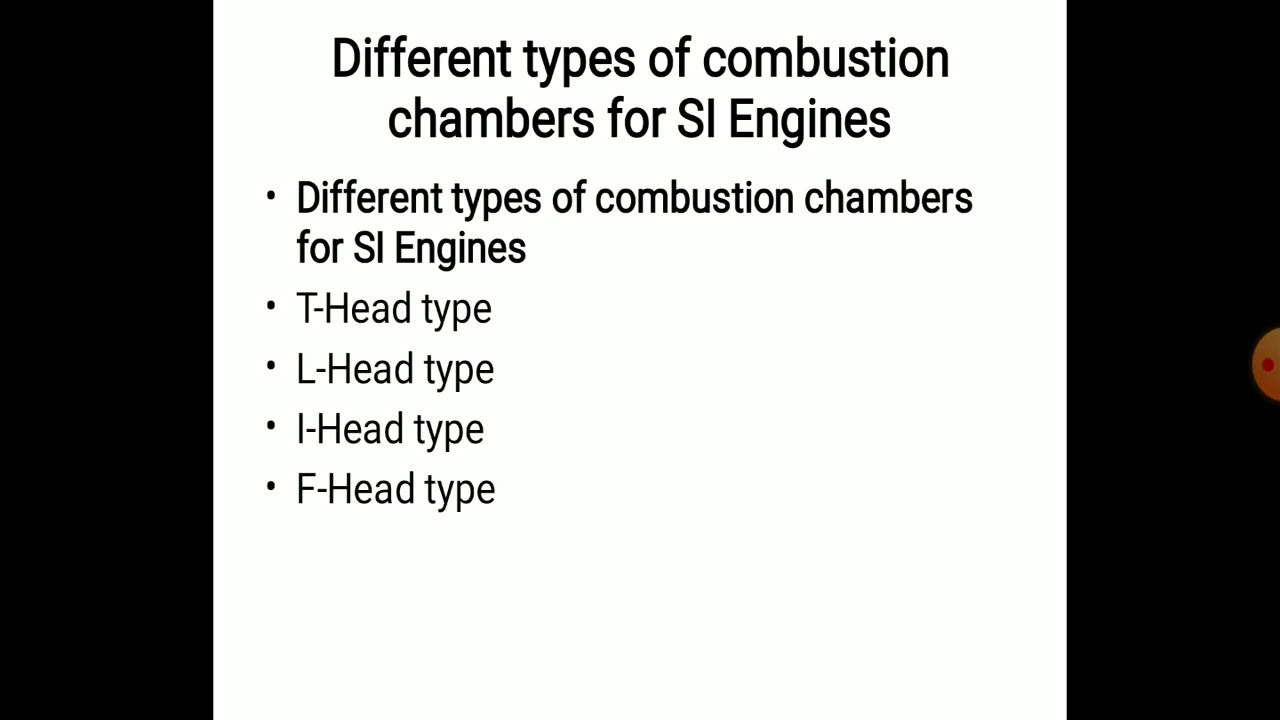 Different types of combustion
chambers for SI Engines
• Different types of combustion chambers
for SI Engines
• T-Head type
• L-Head type
• I-Head type
• F-Head type